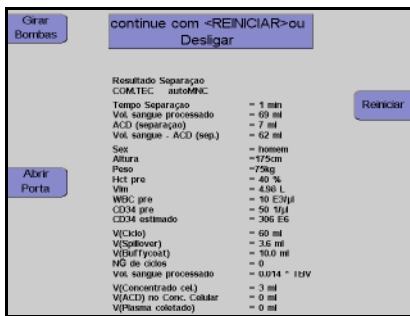 Girar
Bombas
continue com <REINICIAR>ou
Desligar
Resultado Separaçao
COM.TEC autoMNC
Tempo Separaçao = 1 min
Vol. sangue processado = 69 ml
ACD (separaçao) = 7 ml
Vol. sangue - ACD (sep.) = 62 ml
Reiniciar
Sex = homem
Altura =175cm
Peso =75kg
Hct pre = 40 %
Vlm = 4.98 L
WBC pre = 10 E3/µl
CD34 pre = 50 1/µl
CD34 estimado = 306 E6
Abrir
Porta
V(Ciclo) = 60 ml
V(Spillover) = 3.6 ml
V(Buffycoat) = 10.0 ml
NG de ciclos = 0
Vol. sangue processado = 0.014 * TBV
V(Concentrado cel.) = 3 ml
V(ACD) no Conc. Celular = 0 ml
V(Plasma coletado) = 0 ml